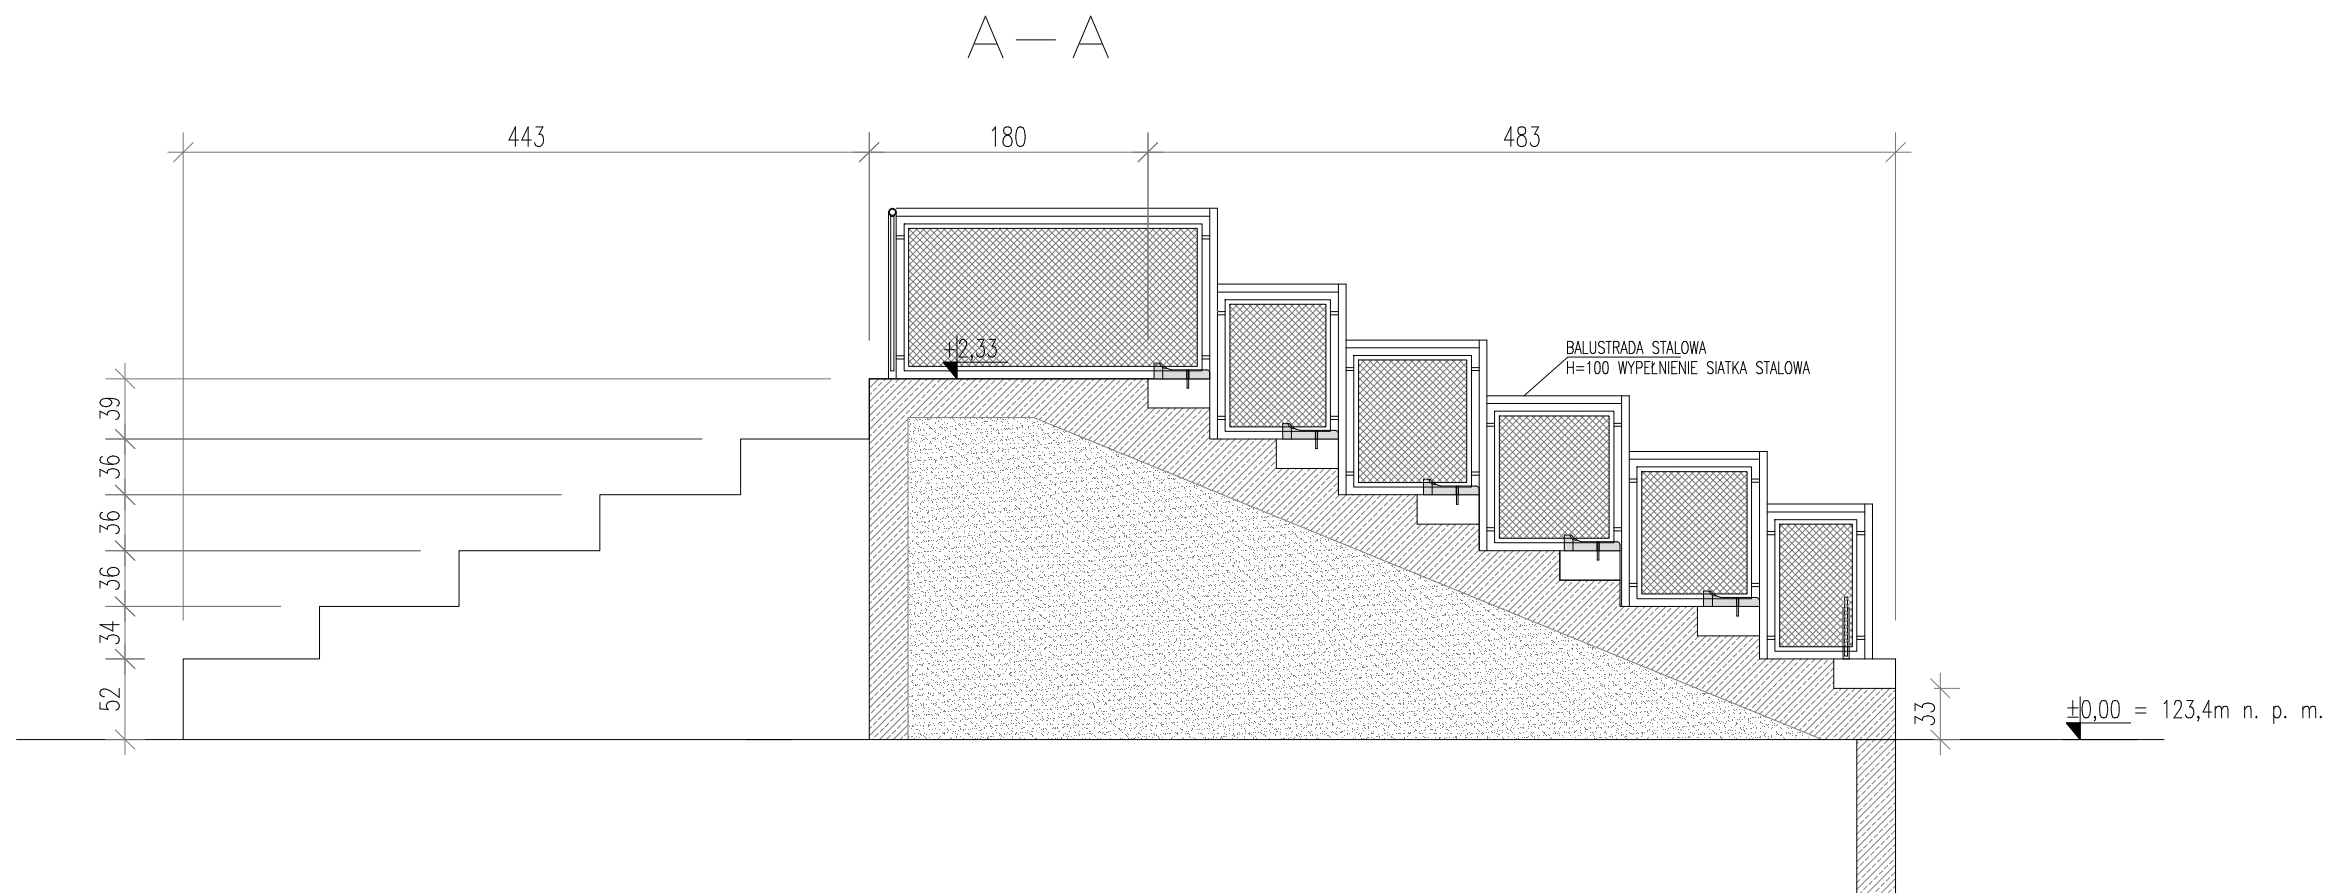 A — A
443
180
483
+2,33
BALUSTRADA STALOWA
H=100 WYPEŁNIENIE SIATKA STALOWA
39
36
36
36
34
52
33
±0,00 = 123,4m n. p. m.